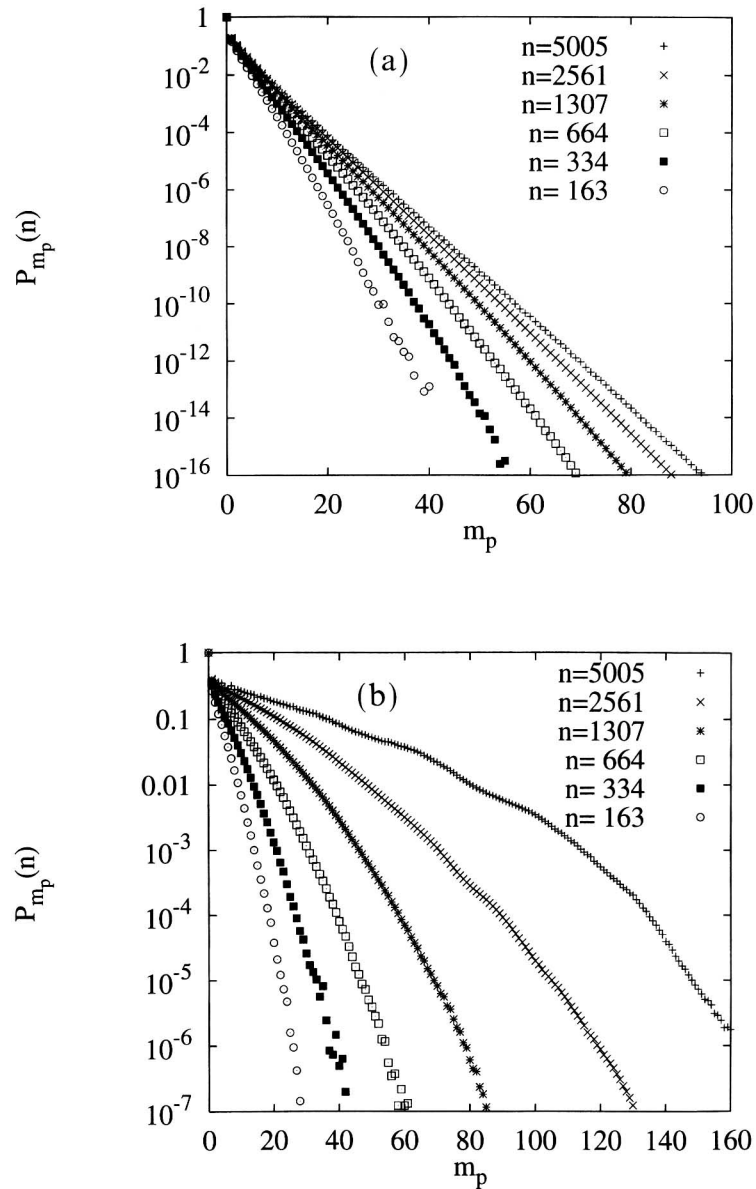 1
(a)
n=5005 +
n=2561 ×
n=1307 ∗
n= 664 □
n= 334 ■
n= 163 ○
10^-2
10^-4
10^-6
10^-8
10^-10
10^-12
10^-14
10^-16
P_{m_p}(n)
0 20 40 60 80 100
m_p
1
(b)
n=5005 +
n=2561 ×
n=1307 ∗
n= 664 □
n= 334 ■
n= 163 ○
0.1
0.01
10^-3
10^-4
10^-5
10^-6
10^-7
P_{m_p}(n)
0 20 40 60 80 100 120 140 160
m_p